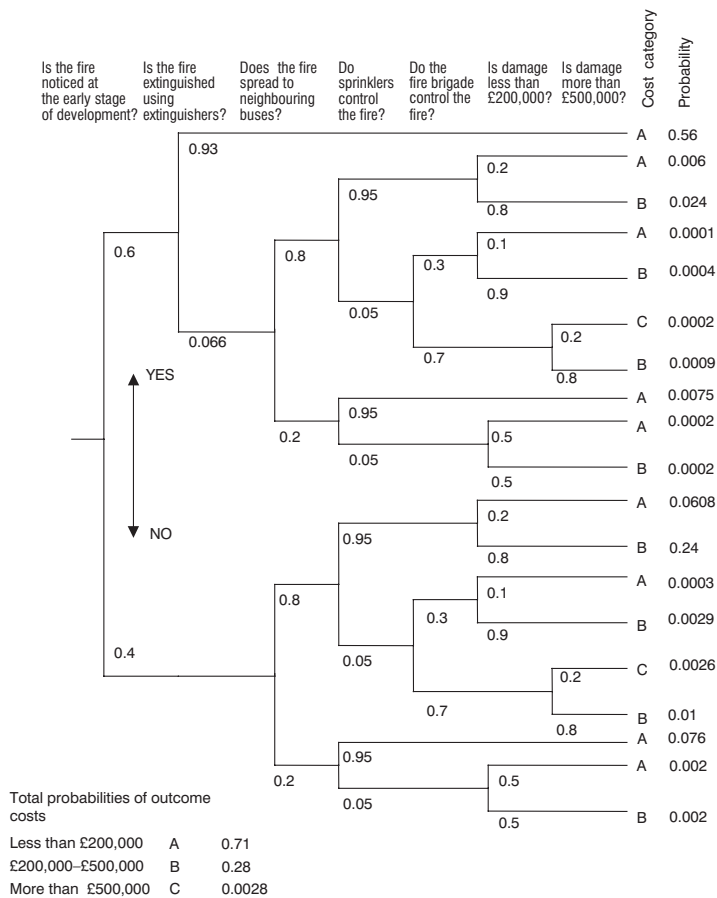 Is the fire
noticed at
the early stage
of development?
Is the fire
extinguished
using
extinguishers?
Does the fire
spread to
neighbouring
buses?
Do
sprinklers
control
the fire?
Do the
fire brigade
control the
fire?
Is damage
less than
£200,000?
Is damage
more than
£500,000?
Cost category
Probability
A 0.56
0.93
A 0.006
0.2
0.95
B 0.024
0.8
A 0.0001
0.6
0.1
0.8
0.3
B 0.0004
0.9
0.05
C 0.0002
0.2
0.066
0.7
B 0.0009
YES
0.8
A 0.0075
0.95
A 0.0002
0.2
0.5
0.05
B 0.0002
0.5
A 0.0608
0.2
NO
0.95
B 0.24
0.8
A 0.0003
0.1
0.8
0.3
B 0.0029
0.9
0.4
0.05
C 0.0026
0.2
0.7
B 0.01
0.8
A 0.076
0.95
A 0.002
0.2
0.5
0.05
B 0.002
0.5
Total probabilities of outcome
costs
Less than £200,000 A 0.71
£200,000–£500,000 B 0.28
More than £500,000 C 0.0028